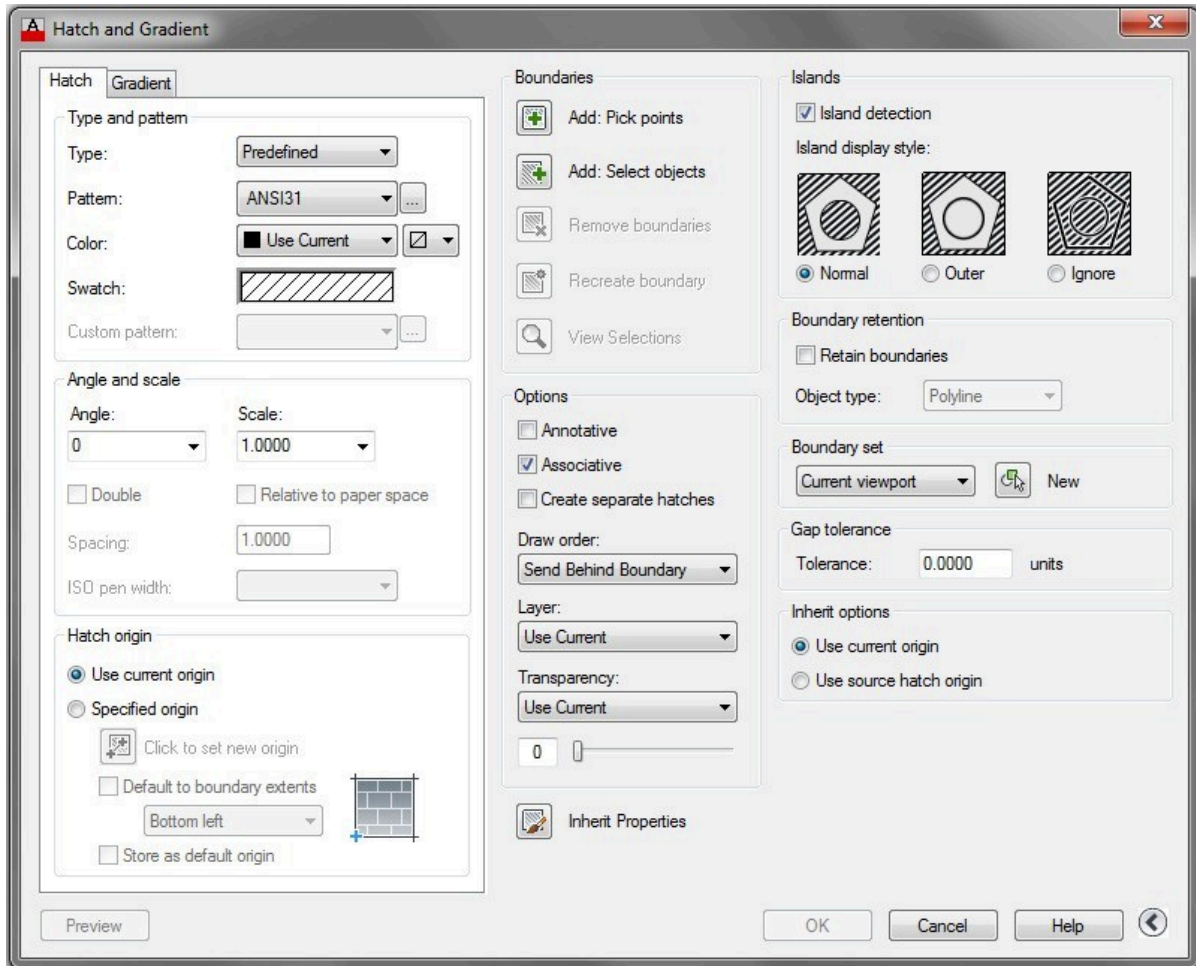 Hatch and Gradient
Hatch
Gradient
Type and pattern
Type:
Predefined
Pattern:
ANSI31
...
Color:
Use Current
Swatch:
Custom pattern:
...
Angle and scale
Angle:
Scale:
0
1.0000
Double
Relative to paper space
Spacing:
1.0000
ISO pen width:
Hatch origin
Use current origin
Specified origin
Click to set new origin
Default to boundary extents
Bottom left
Store as default origin
Preview
Boundaries
Add: Pick points
Add: Select objects
Remove boundaries
Recreate boundary
View Selections
Options
Annotative
Associative
Create separate hatches
Draw order:
Send Behind Boundary
Layer:
Use Current
Transparency:
Use Current
0
Inherit Properties
Islands
Island detection
Island display style:
Normal
Outer
Ignore
Boundary retention
Retain boundaries
Object type:
Polyline
Boundary set
Current viewport
New
Gap tolerance
Tolerance:
0.0000
units
Inherit options
Use current origin
Use source hatch origin
OK
Cancel
Help